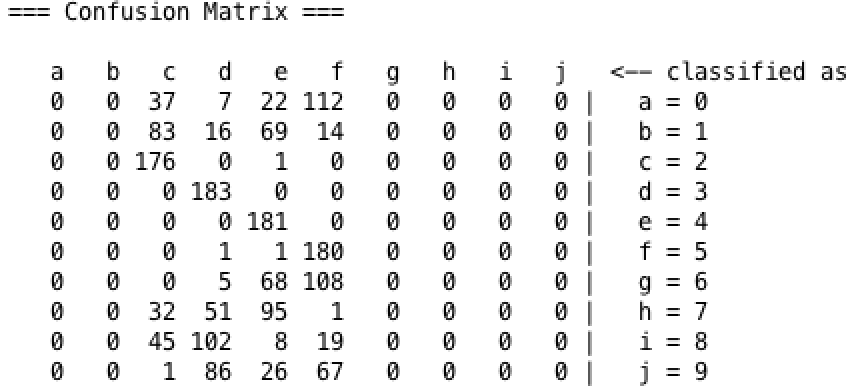 === Confusion Matrix ===
a b c d e f g h i j <-- classified as
0 0 37 7 22 112 0 0 0 0 | a = 0
0 0 83 16 69 14 0 0 0 0 | b = 1
0 0 176 0 1 0 0 0 0 0 | c = 2
0 0 0 183 0 0 0 0 0 0 | d = 3
0 0 0 0 181 0 0 0 0 0 | e = 4
0 0 0 1 1 180 0 0 0 0 | f = 5
0 0 0 5 68 108 0 0 0 0 | g = 6
0 0 32 51 95 1 0 0 0 0 | h = 7
0 0 45 102 8 19 0 0 0 0 | i = 8
0 0 1 86 26 67 0 0 0 0 | j = 9